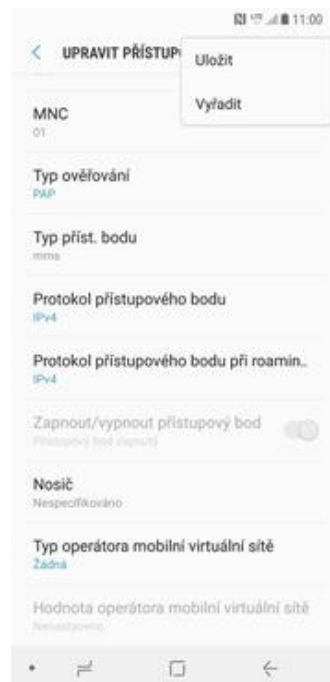 11:00
UPRAVIT PŘÍSTUP
Uložit
Vyřadit
MNC
01
Typ ověřování
PAP
Typ příst. bodu
mms
Protokol přístupového bodu
IPv4
Protokol přístupového bodu při roamin..
IPv4
Zapnout/vypnout přístupový bod
Přístupový bod zapnutý
Nosič
Nespecifikováno
Typ operátora mobilní virtuální sítě
Žádná
Hodnota operátora mobilní virtuální sítě
Nenastaveno